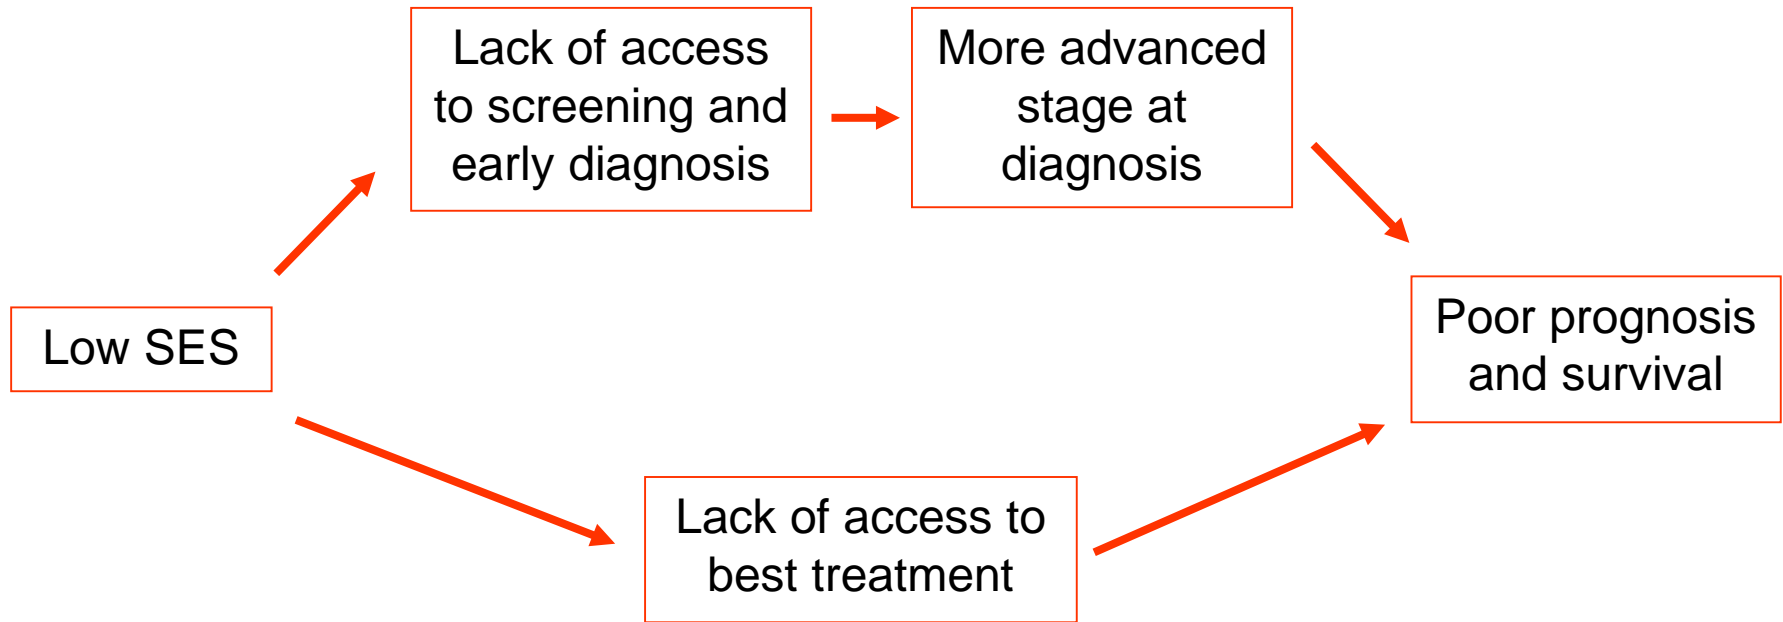 Lack of access
to screening and
early diagnosis
More advanced
stage at
diagnosis
Low SES
Poor prognosis
and survival
Lack of access to
best treatment